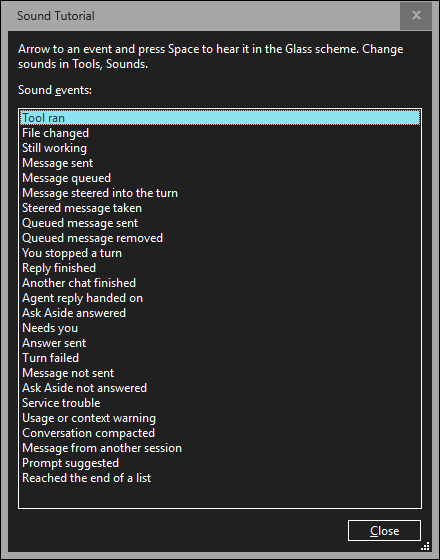 Sound Tutorial
Arrow to an event and press Space to hear it in the Glass scheme. Change
sounds in Tools, Sounds.
Sound events:
Tool ran
File changed
Still working
Message sent
Message queued
Message steered into the turn
Steered message taken
Queued message sent
Queued message removed
You stopped a turn
Reply finished
Another chat finished
Agent reply handed on
Ask Aside answered
Needs you
Answer sent
Turn failed
Message not sent
Ask Aside not answered
Service trouble
Usage or context warning
Conversation compacted
Message from another session
Prompt suggested
Reached the end of a list
Close